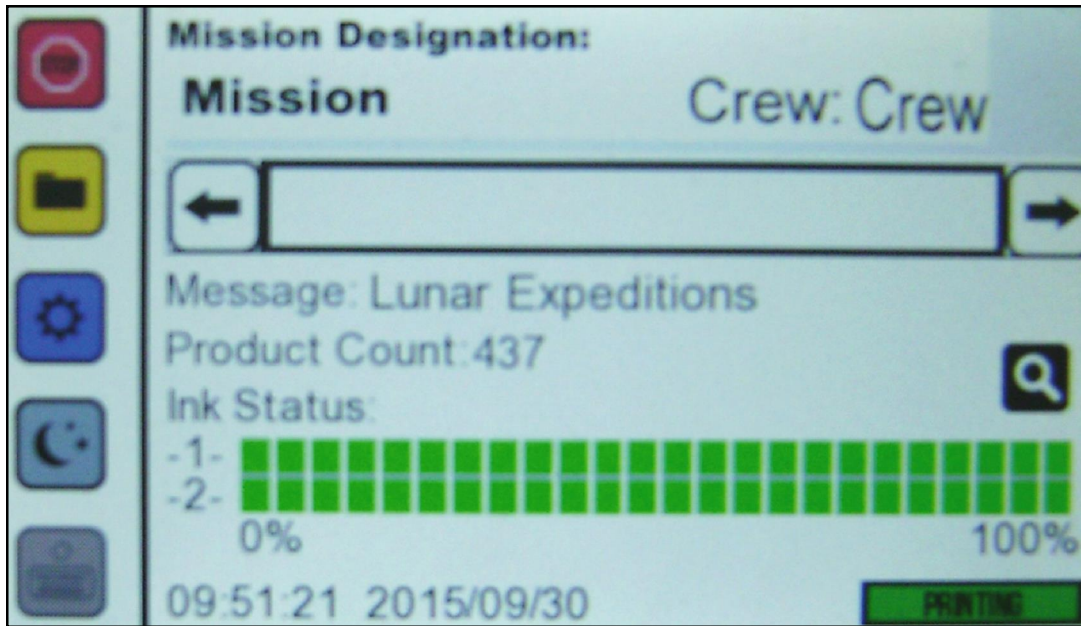 Mission Designation:
Mission Crew: Crew
Message: Lunar Expeditions
Product Count:437
Ink Status:
-1-
-2-
0% 100%
09:51:21 2015/09/30 PRINTING